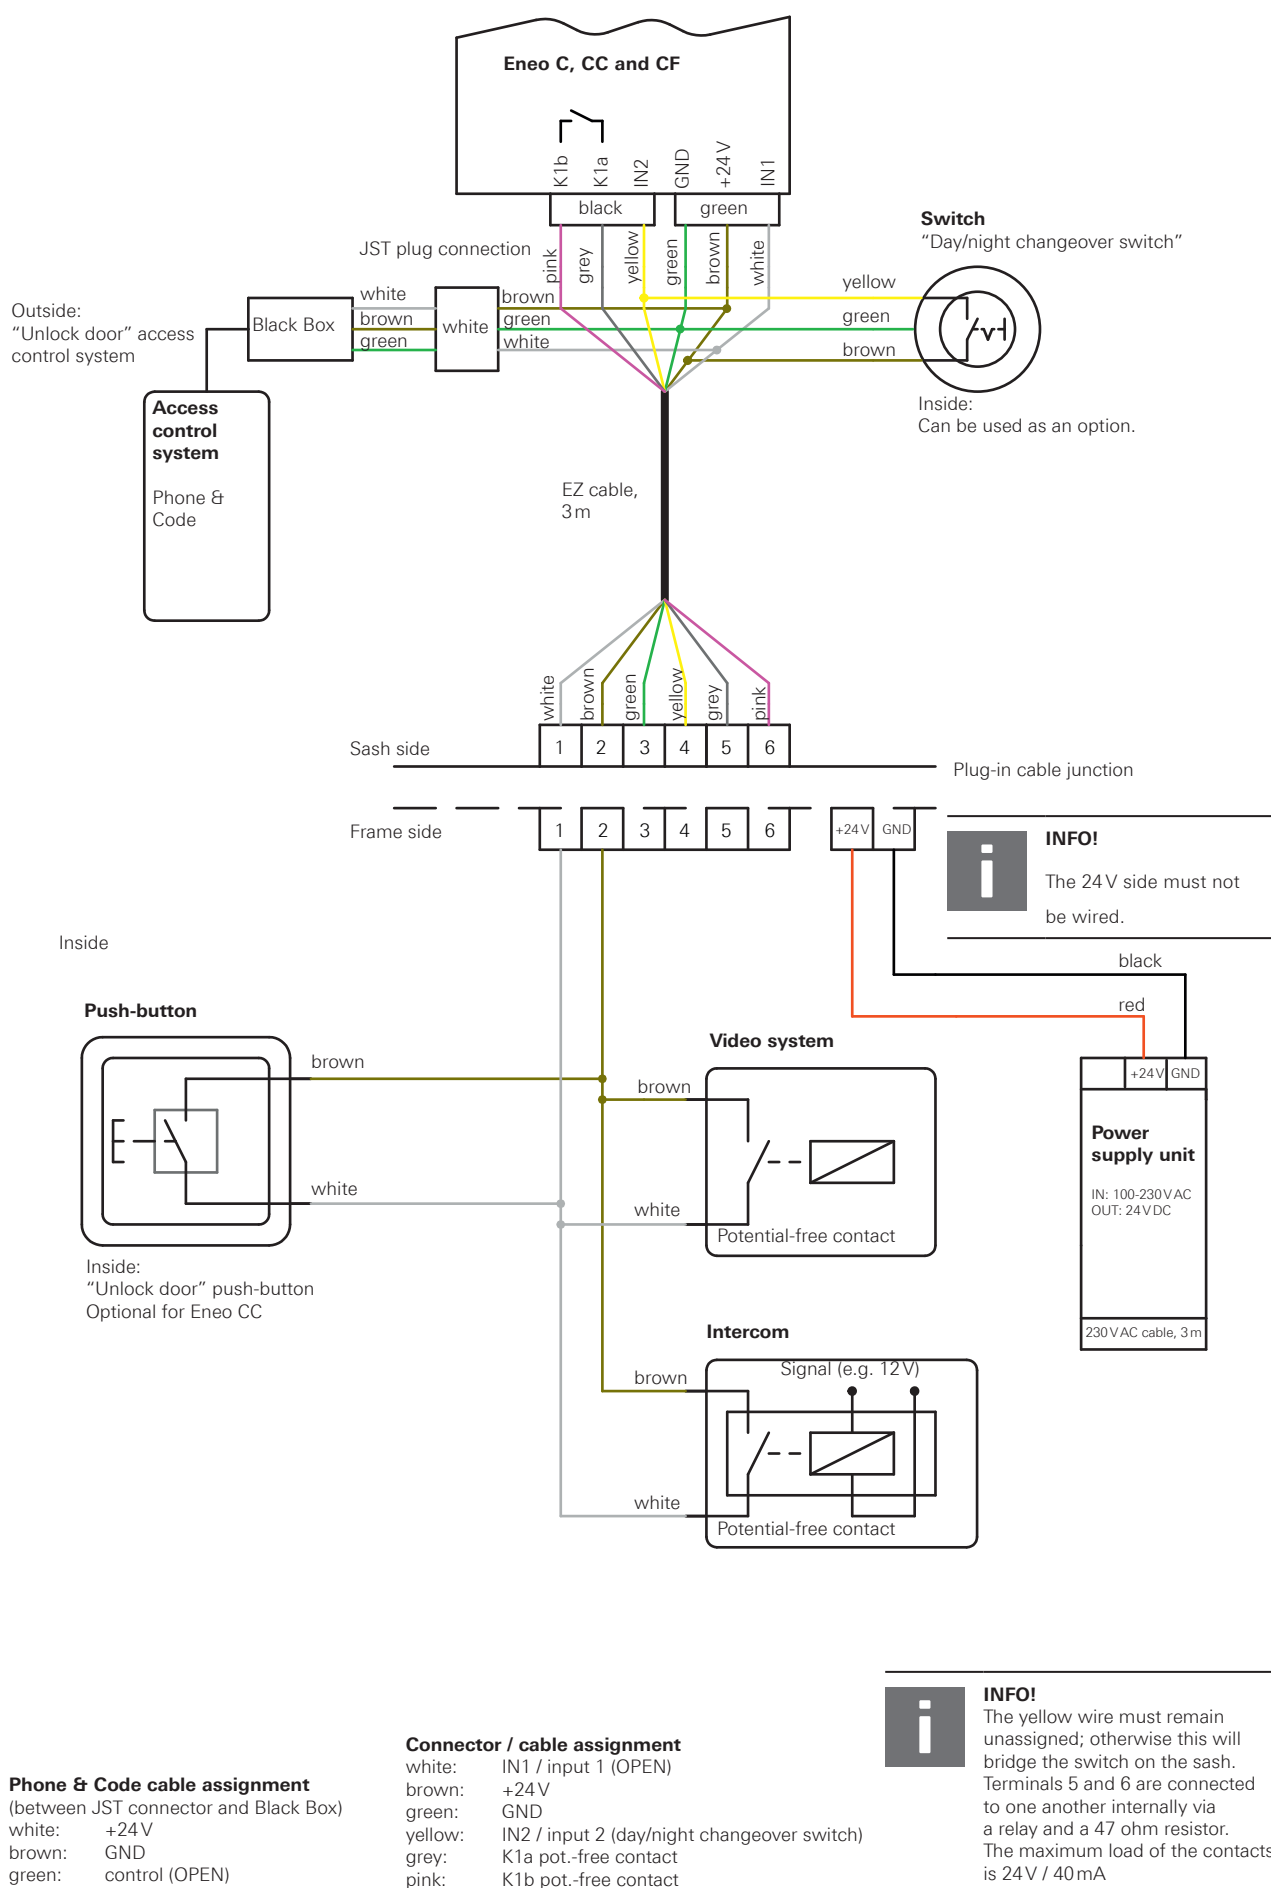 Eneo C, CC and CF
K1b
K1a
IN2
GND
+24V
IN1
black
green
JST plug connection
pink
grey
yellow
green
brown
white
Switch
“Day/night changeover switch”
yellow
green
brown
Inside:
Can be used as an option.
Outside:
“Unlock door” access
control system
Black Box
white
brown
green
white
brown
green
white
Access
control
system
Phone &
Code
EZ cable,
3 m
white
brown
green
yellow
grey
pink
Sash side
1 2 3 4 5 6
Plug-in cable junction
Frame side
1 2 3 4 5 6
+24V GND
INFO!
The 24 V side must not
be wired.
Inside
black
red
Push-button
brown
white
Inside:
“Unlock door” push-button
Optional for Eneo CC
Video system
brown
white
Potential-free contact
+24V GND
Power
supply unit
IN: 100-230 V AC
OUT: 24 V DC
230 V AC cable, 3 m
Intercom
Signal (e.g. 12 V)
brown
white
Potential-free contact
INFO!
The yellow wire must remain
unassigned; otherwise this will
bridge the switch on the sash.
Terminals 5 and 6 are connected
to one another internally via
a relay and a 47 ohm resistor.
The maximum load of the contacts
is 24 V / 40 mA
Connector / cable assignment
white: IN1 / input 1 (OPEN)
brown: +24 V
green: GND
yellow: IN2 / input 2 (day/night changeover switch)
grey: K1a pot.-free contact
pink: K1b pot.-free contact
Phone & Code cable assignment
(between JST connector and Black Box)
white: +24 V
brown: GND
green: control (OPEN)